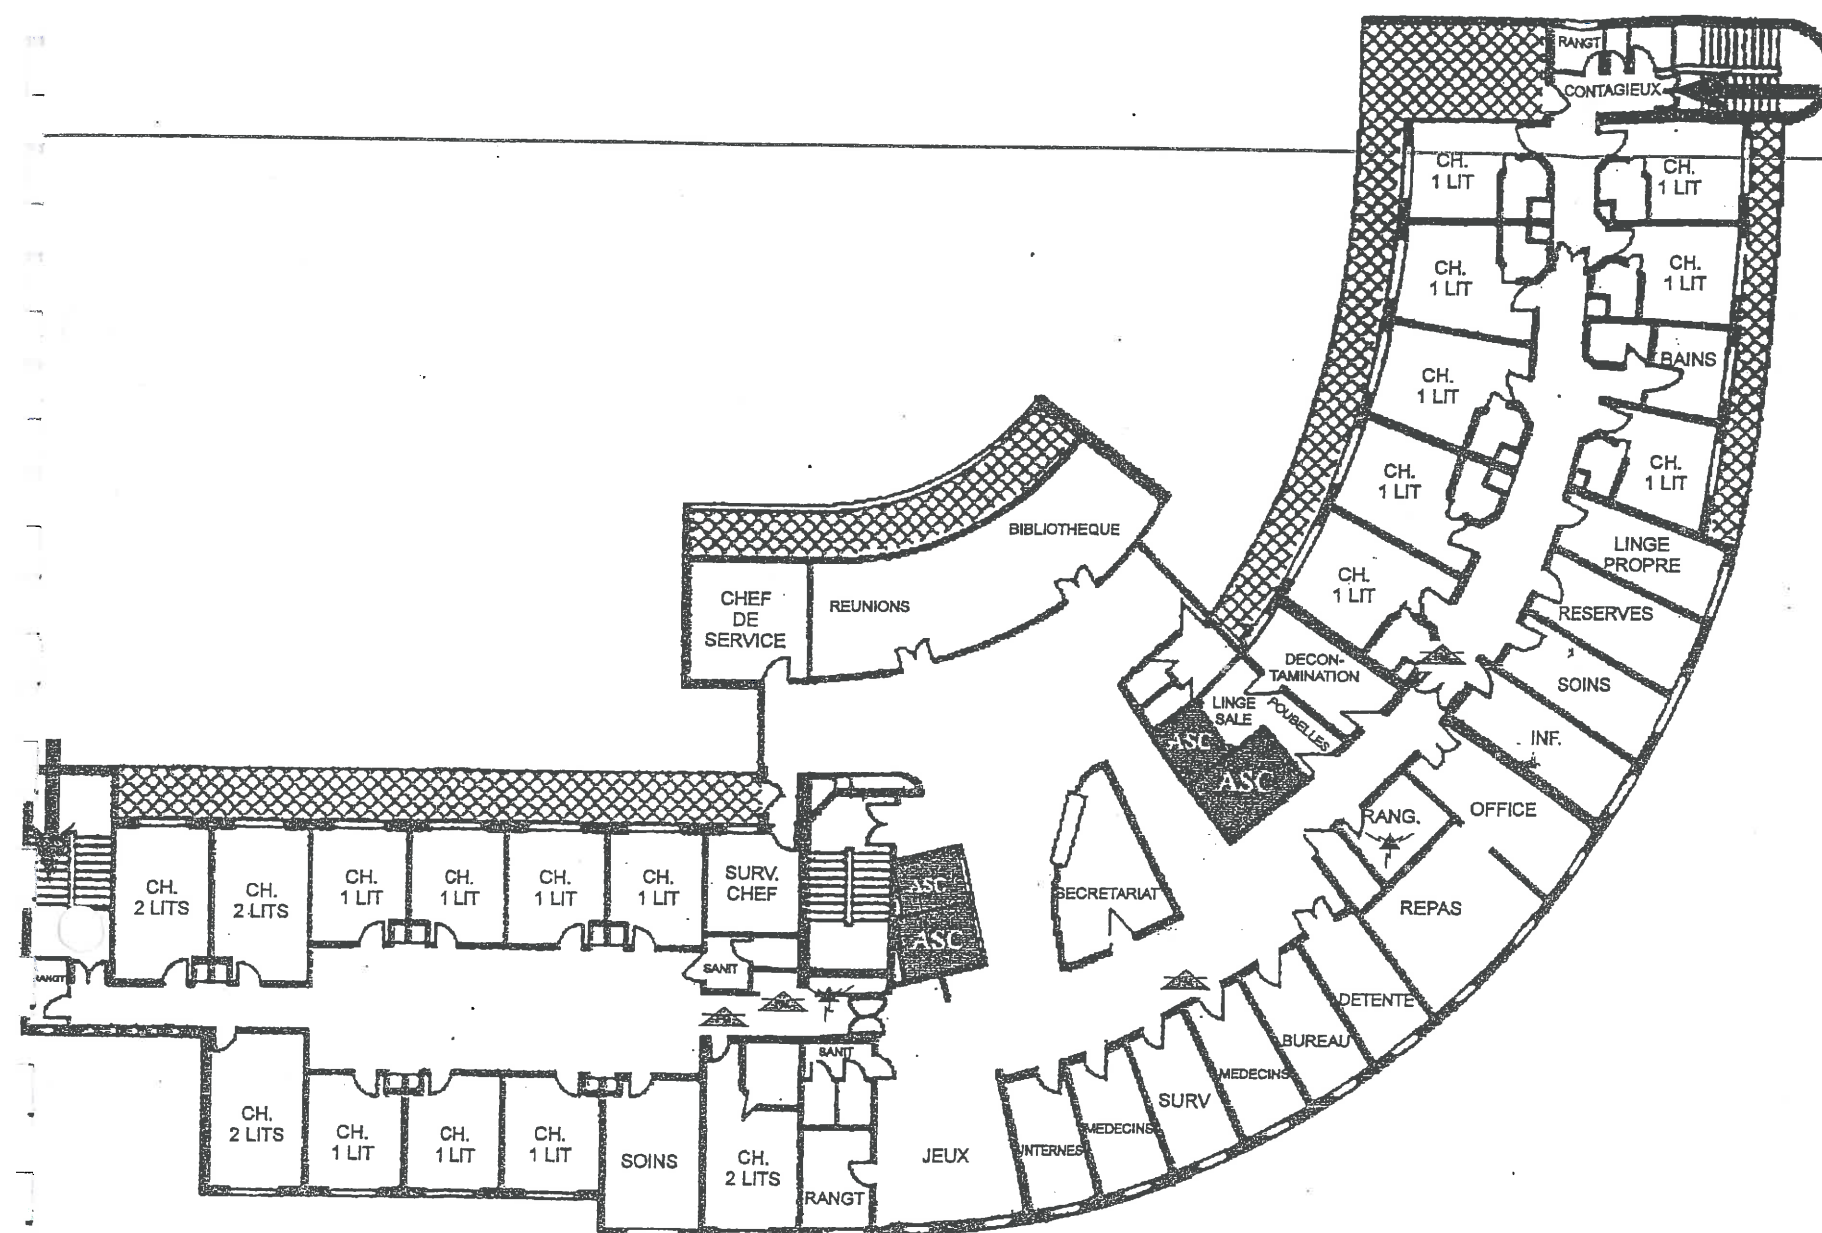 RANGT
CONTAGIEUX
CH.
1 LIT
CH.
1 LIT
CH.
1 LIT
CH.
1 LIT
CH.
1 LIT
BAINS
CH.
1 LIT
CH.
1 LIT
CH.
1 LIT
LINGE
PROPRE
BIBLIOTHEQUE
CH.
1 LIT
RESERVES
CHEF
DE
SERVICE
REUNIONS
DECON-
TAMINATION
SOINS
LINGE
SALE
POUBELLES
ASC
ASC
INF.
RANG.
OFFICE
CH.
2 LITS
CH.
2 LITS
CH.
1 LIT
CH.
1 LIT
CH.
1 LIT
CH.
1 LIT
SURV.
CHEF
ASC
ASC
SECRETARIAT
REPAS
RANGT
SANIT
DETENTE
BUREAU
SANIT
MEDECINS
SURV
MEDECINS
INTERNES
JEUX
CH.
2 LITS
CH.
1 LIT
CH.
1 LIT
CH.
1 LIT
SOINS
CH.
2 LITS
RANGT